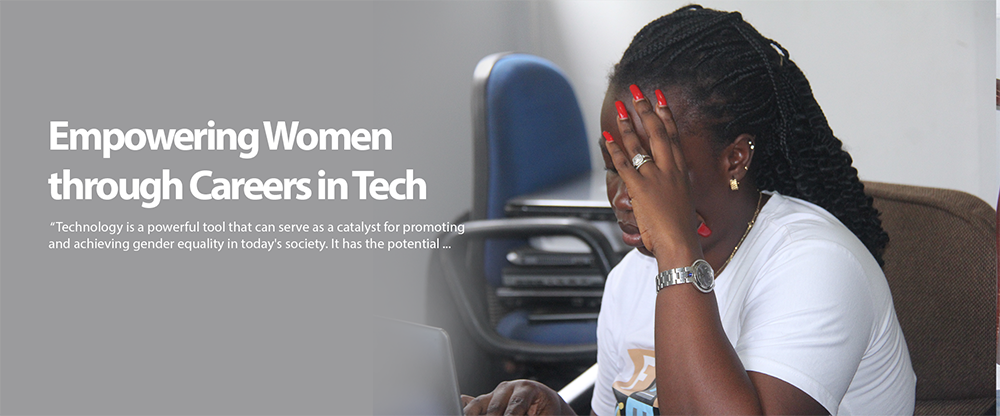 Empowering Women
through Careers in Tech
“Technology is a powerful tool that can serve as a catalyst for promoting
and achieving gender equality in today's society. It has the potential ...